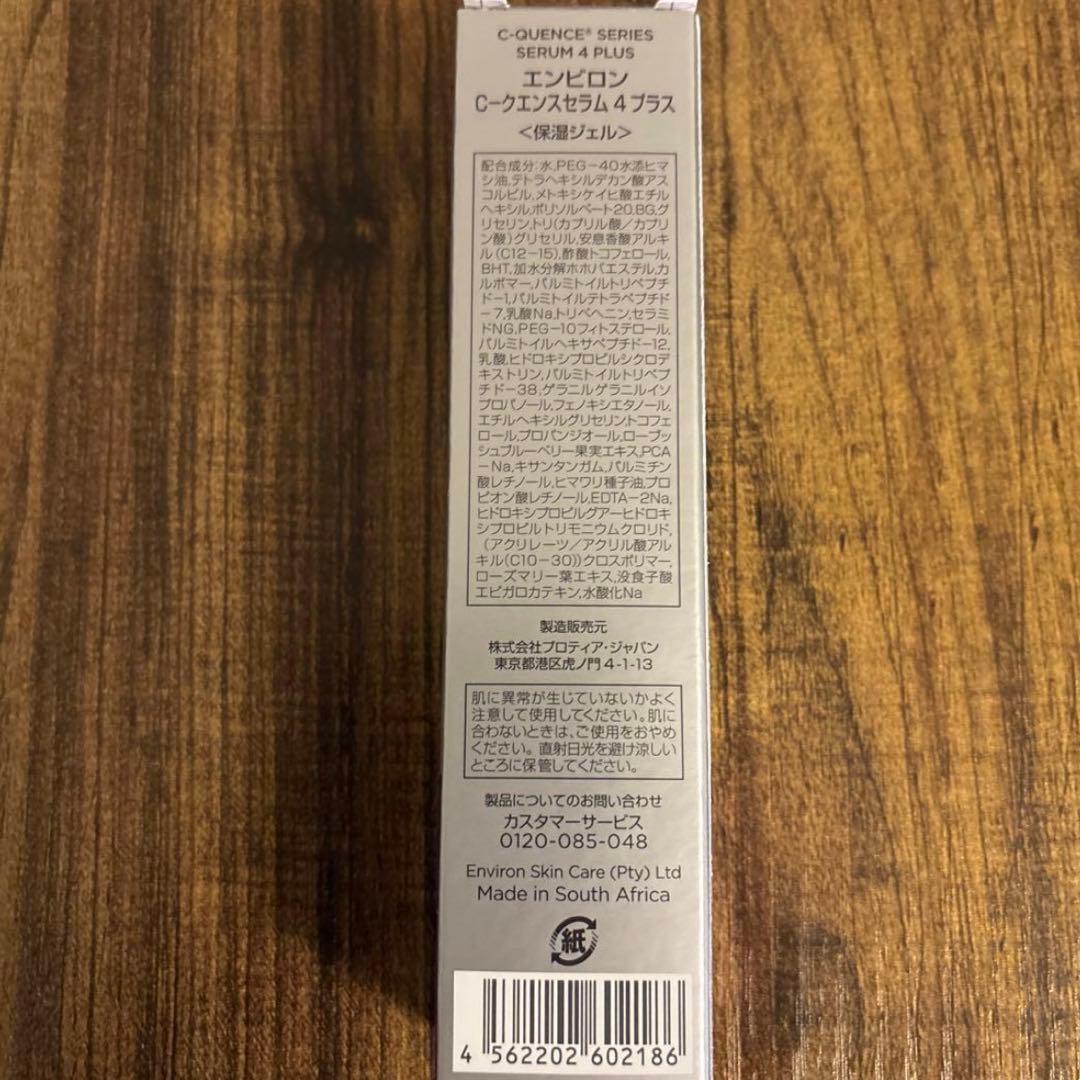 C-QUENCE® SERIES
SERUM 4 PLUS
エンビロン
C-クエンスセラム 4 プラス
<保湿ジェル>
配合成分:水,PEG-40水添ヒマ
シ油,テトラヘキシルデカン酸アス
コルビル,メトキシケイヒ酸エチル
ヘキシル,ポリソルベート20,BG,グ
リセリン,トリ(カプリル酸/カプリ
ン酸)グリセリル,安息香酸アルキ
ル(C12-15),酢酸トコフェロール,
BHT,加水分解ホホバエステル,カ
ルボマー,パルミトイルトリペプチ
ド-1,パルミトイルテトラペプチド
-7,乳酸Na,トリベヘニン,セラミ
ドNG,PEG-10フィトステロール,
パルミトイルヘキサペプチド-12,
乳酸,ヒドロキシプロピルシクロデ
キストリン,パルミトイルトリペプ
チド-38,ゲラニルゲラニルイソ
プロパノール,フェノキシエタノール,
エチルヘキシルグリセリン,トコフェ
ロール,プロパンジオール,ローブッ
シュブルーベリー果実エキス,PCA
-Na,キサンタンガム,パルミチン
酸レチノール,ヒマワリ種子油,プロ
ピオン酸レチノール,EDTA-2Na,
ヒドロキシプロピルグアーヒドロキ
シプロピルトリモニウムクロリド,
(アクリレーツ/アクリル酸アル
キル(C10-30))クロスポリマー,
ローズマリー葉エキス,没食子酸
エピガロカテキン,水酸化Na
製造販売元
株式会社プロティア・ジャパン
東京都港区虎ノ門 4-1-13
肌に異常が生じていないかよく
注意して使用してください。肌に
合わないときは、ご使用をおやめ
ください。直射日光を避け涼しい
ところに保管してください。
製品についてのお問い合わせ
カスタマーサービス
0120-085-048
Environ Skin Care (Pty) Ltd
Made in South Africa
紙
4 562202 602186